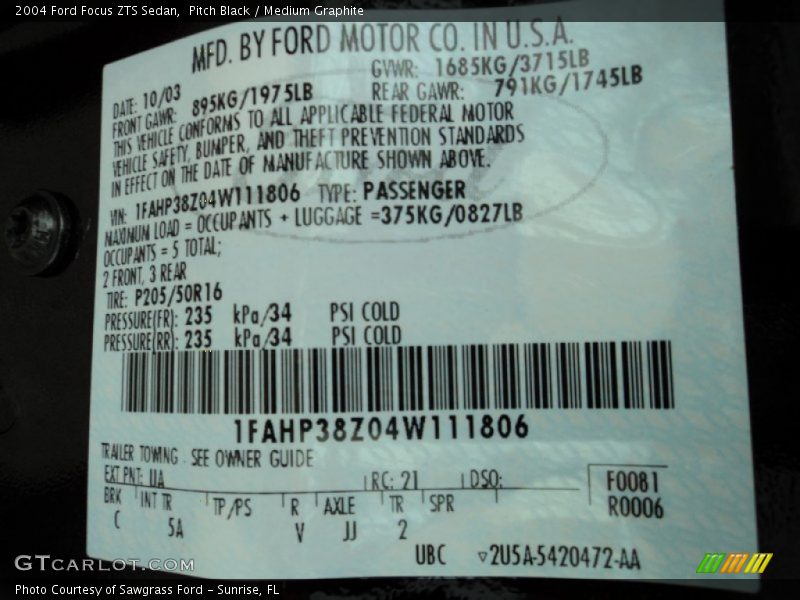 2004 Ford Focus ZTS Sedan,  Pitch Black / Medium Graphite
MFD. BY FORD MOTOR CO. IN U.S.A.
DATE: 10/03 GVWR: 1685KG/3715LB
FRONT GAWR: 895KG/1975LB REAR GAWR: 791KG/1745LB
THIS VEHICLE CONFORMS TO ALL APPLICABLE FEDERAL MOTOR
VEHICLE SAFETY, BUMPER, AND THEFT PREVENTION STANDARDS
IN EFFECT ON THE DATE OF MANUFACTURE SHOWN ABOVE.
VIN: 1FAHP38Z04W111806 TYPE: PASSENGER
MAXIMUM LOAD = OCCUPANTS + LUGGAGE =375KG/0827LB
OCCUPANTS = 5 TOTAL;
2 FRONT, 3 REAR
TIRE: P205/50R16
PRESSURE(FR): 235 kPa/34 PSI COLD
PRESSURE(RR): 235 kPa/34 PSI COLD
1FAHP38Z04W111806
TRAILER TOWING - SEE OWNER GUIDE
EXT PNT: UA RC: 21 DSO: F0081
BRK INT TR TP/PS R AXLE TR SPR R0006
C 5A V JJ 2
UBC ▿2U5A-5420472-AA
GTCARLOT.COM
Photo Courtesy of Sawgrass Ford - Sunrise, FL